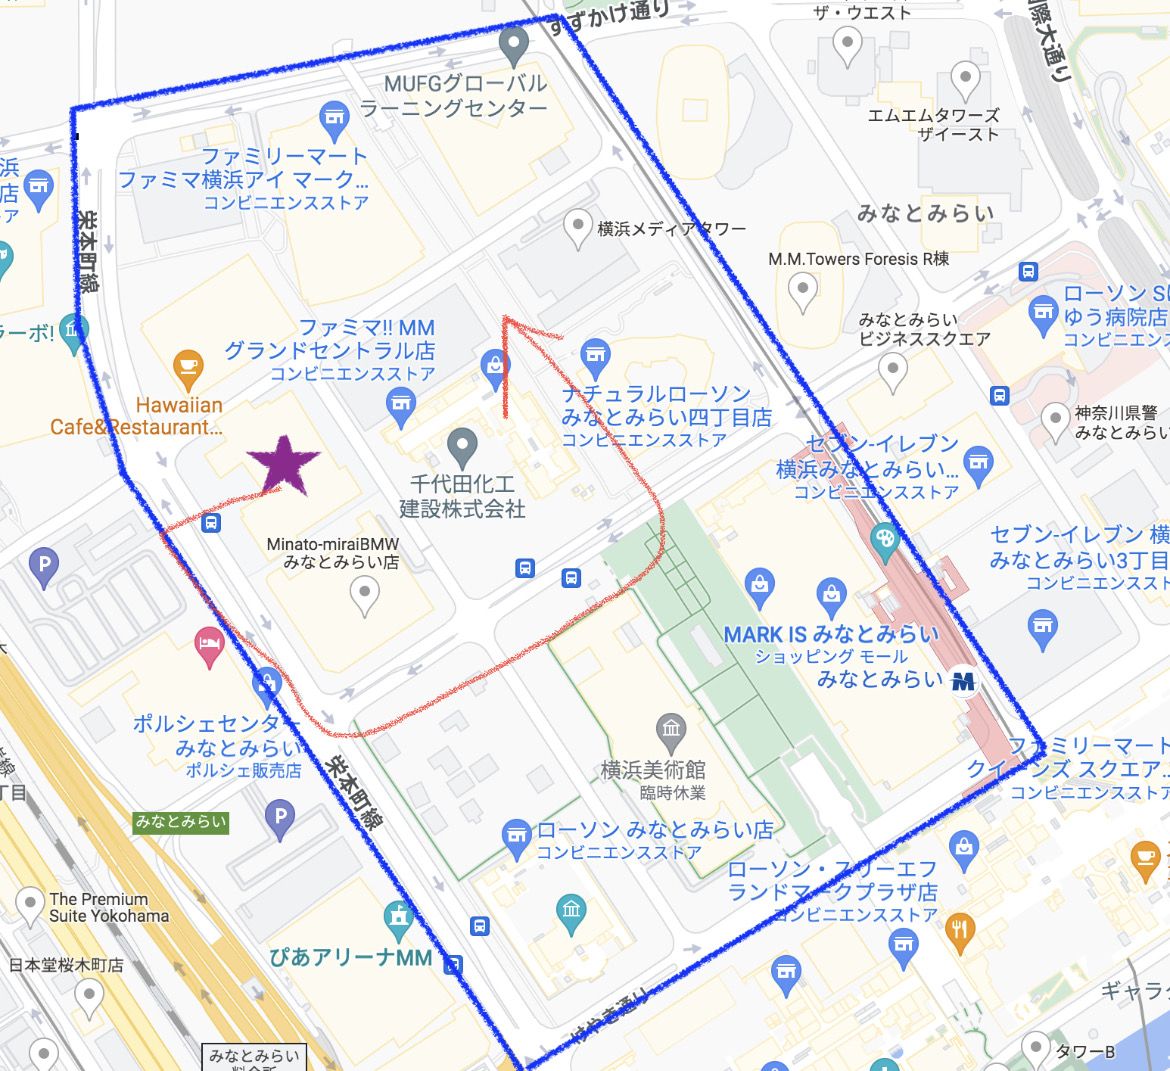 すずかけ通り
ザ・ウエスト
国際大通り
MUFGグローバル
ラーニングセンター
エムエムタワーズ
ザイースト
ファミリーマート
ファミマ横浜アイ マーク...
コンビニエンスストア
浜
店
ア
栄本町線
横浜メディアタワー
みなとみらい
M.M.Towers Foresis R棟
ローソン Sは
ゆう病院店
コンビニエンス
ラーボ!
ファミマ!! MM
グランドセントラル店
コンビニエンスストア
みなとみらい
ビジネススクエア
Hawaiian
Cafe&Restaurant...
ナチュラルローソン
みなとみらい四丁目店
コンビニエンスストア
神奈川県警
みなとみらい
セブン-イレブン
横浜みなとみらい...
コンビニエンスストア
千代田化工
建設株式会社
P
Minato-miraiBMW
みなとみらい店
セブン-イレブン 横
みなとみらい3丁目
コンビニエンススト
MARK IS みなとみらい
ショッピング モール
みなとみらい
M
ポルシェセンター
みなとみらい
ポルシェ販売店
ファミリーマート
クイーンズ スクエア...
コンビニエンスストア
横浜美術館
臨時休業
栄本町線
丁目
みなとみらい
P
ローソン みなとみらい店
コンビニエンスストア
ローソン・スリーエフ
ランドマークプラザ店
コンビニエンスストア
The Premium
Suite Yokohama
ぴあアリーナMM
日本堂桜木町店
けやき通り
ギャラク
みなとみらい
料金所
タワーB